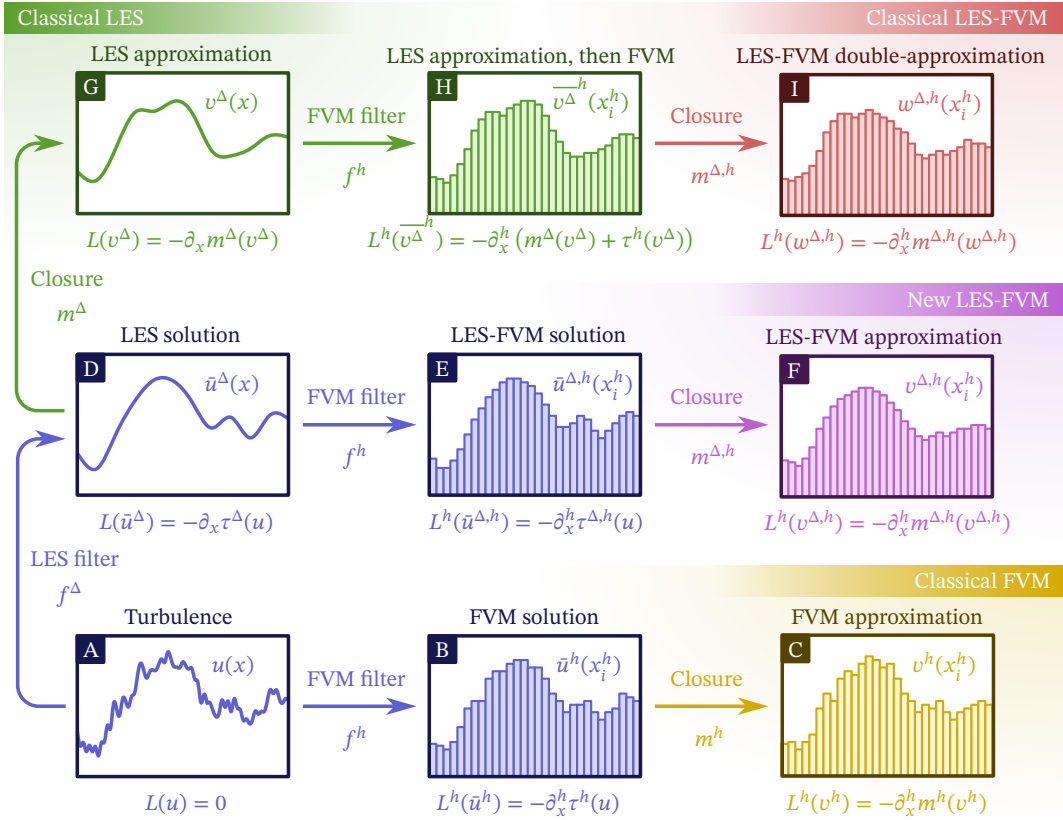 Classical LES
Classical LES-FVM
LES approximation
LES approximation, then FVM
LES-FVM double-approximation
G
v^Δ(x)
FVM filter
f^h
H
\overline{v^Δ}^h(x_i^h)
Closure
m^{Δ,h}
I
w^{Δ,h}(x_i^h)
L(v^Δ) = −∂_x m^Δ(v^Δ)
L^h(\overline{v^Δ}^h) = −∂_x^h (m^Δ(v^Δ) + τ^h(v^Δ))
L^h(w^{Δ,h}) = −∂_x^h m^{Δ,h}(w^{Δ,h})
Closure
m^Δ
New LES-FVM
LES solution
LES-FVM solution
LES-FVM approximation
D
ū^Δ(x)
FVM filter
f^h
E
ū^{Δ,h}(x_i^h)
Closure
m^{Δ,h}
F
v^{Δ,h}(x_i^h)
L(ū^Δ) = −∂_x τ^Δ(u)
L^h(ū^{Δ,h}) = −∂_x^h τ^{Δ,h}(u)
L^h(v^{Δ,h}) = −∂_x^h m^{Δ,h}(v^{Δ,h})
LES filter
f^Δ
Classical FVM
Turbulence
FVM solution
FVM approximation
A
u(x)
FVM filter
f^h
B
ū^h(x_i^h)
Closure
m^h
C
v^h(x_i^h)
L(u) = 0
L^h(ū^h) = −∂_x^h τ^h(u)
L^h(v^h) = −∂_x^h m^h(v^h)